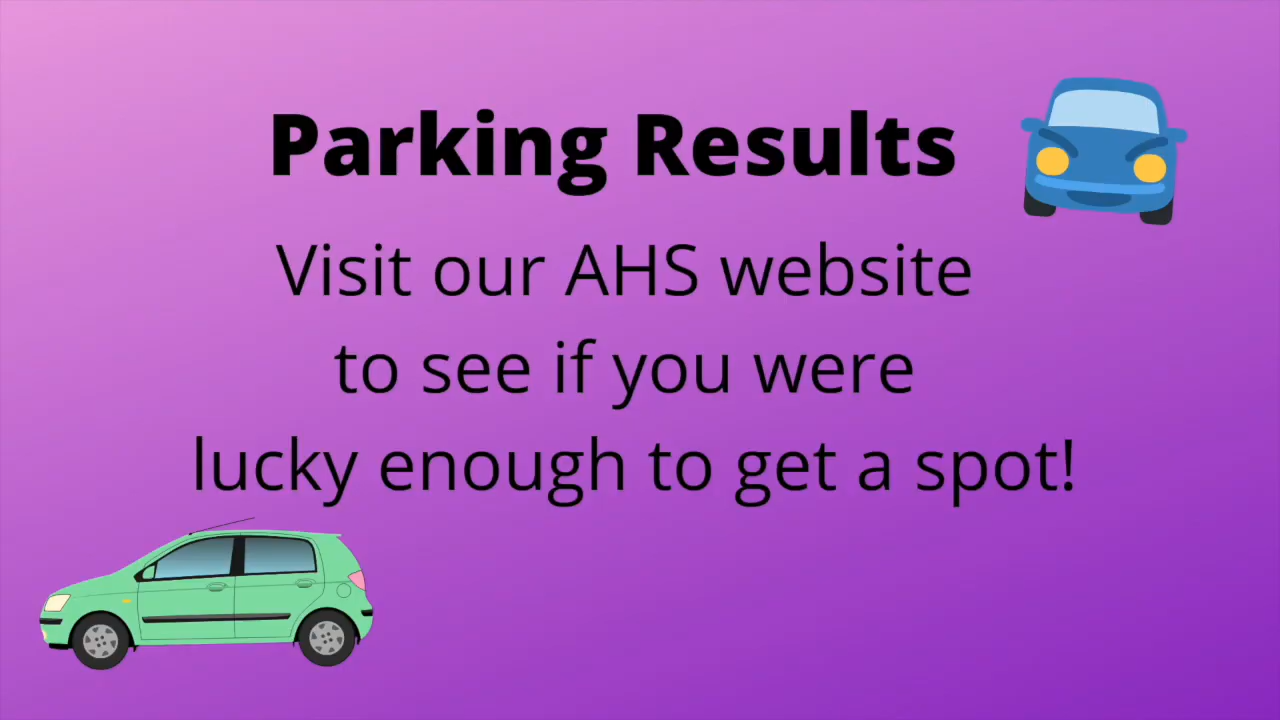 Parking Results
Visit our AHS website
to see if you were
lucky enough to get a spot!